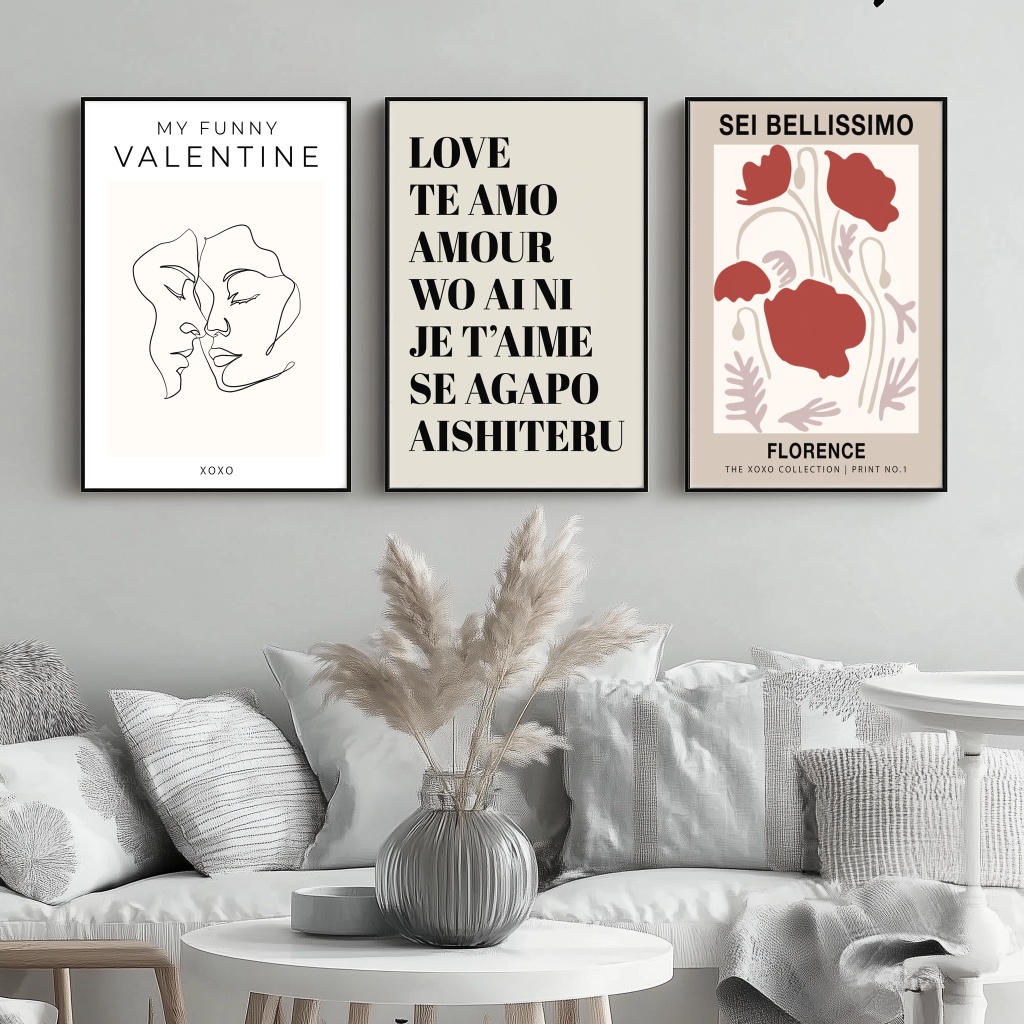 MY FUNNY
VALENTINE
XOXO
LOVE
TE AMO
AMOUR
WO AI NI
JE T’AIME
SE AGAPO
AISHITERU
SEI BELLISSIMO
FLORENCE
THE XOXO COLLECTION | PRINT NO.1